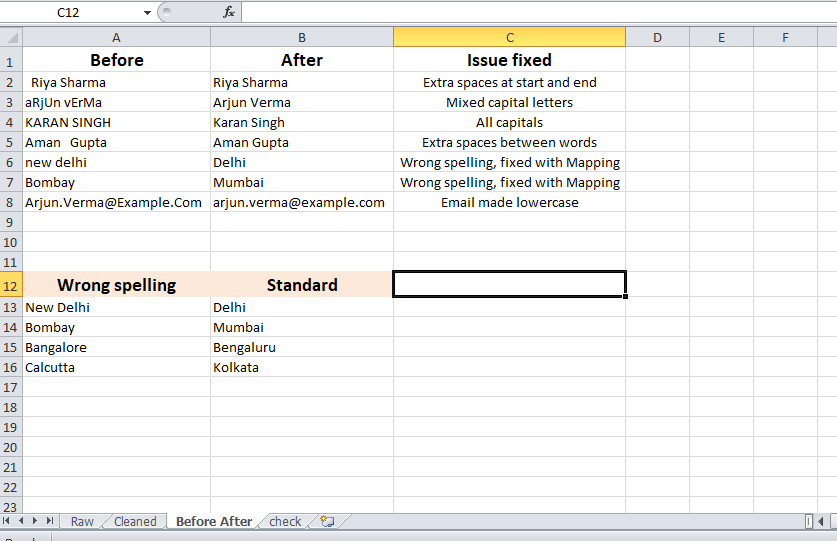 C12 fx
A B C D E F
1 Before After Issue fixed
2 Riya Sharma Riya Sharma Extra spaces at start and end
3 aRjUn vErMa Arjun Verma Mixed capital letters
4 KARAN SINGH Karan Singh All capitals
5 Aman   Gupta Aman Gupta Extra spaces between words
6 new delhi Delhi Wrong spelling, fixed with Mapping
7 Bombay Mumbai Wrong spelling, fixed with Mapping
8 Arjun.Verma@Example.Com arjun.verma@example.com Email made lowercase
9
10
11
12 Wrong spelling Standard
13 New Delhi Delhi
14 Bombay Mumbai
15 Bangalore Bengaluru
16 Calcutta Kolkata
17
18
19
20
21
22
23
Raw Cleaned Before After check